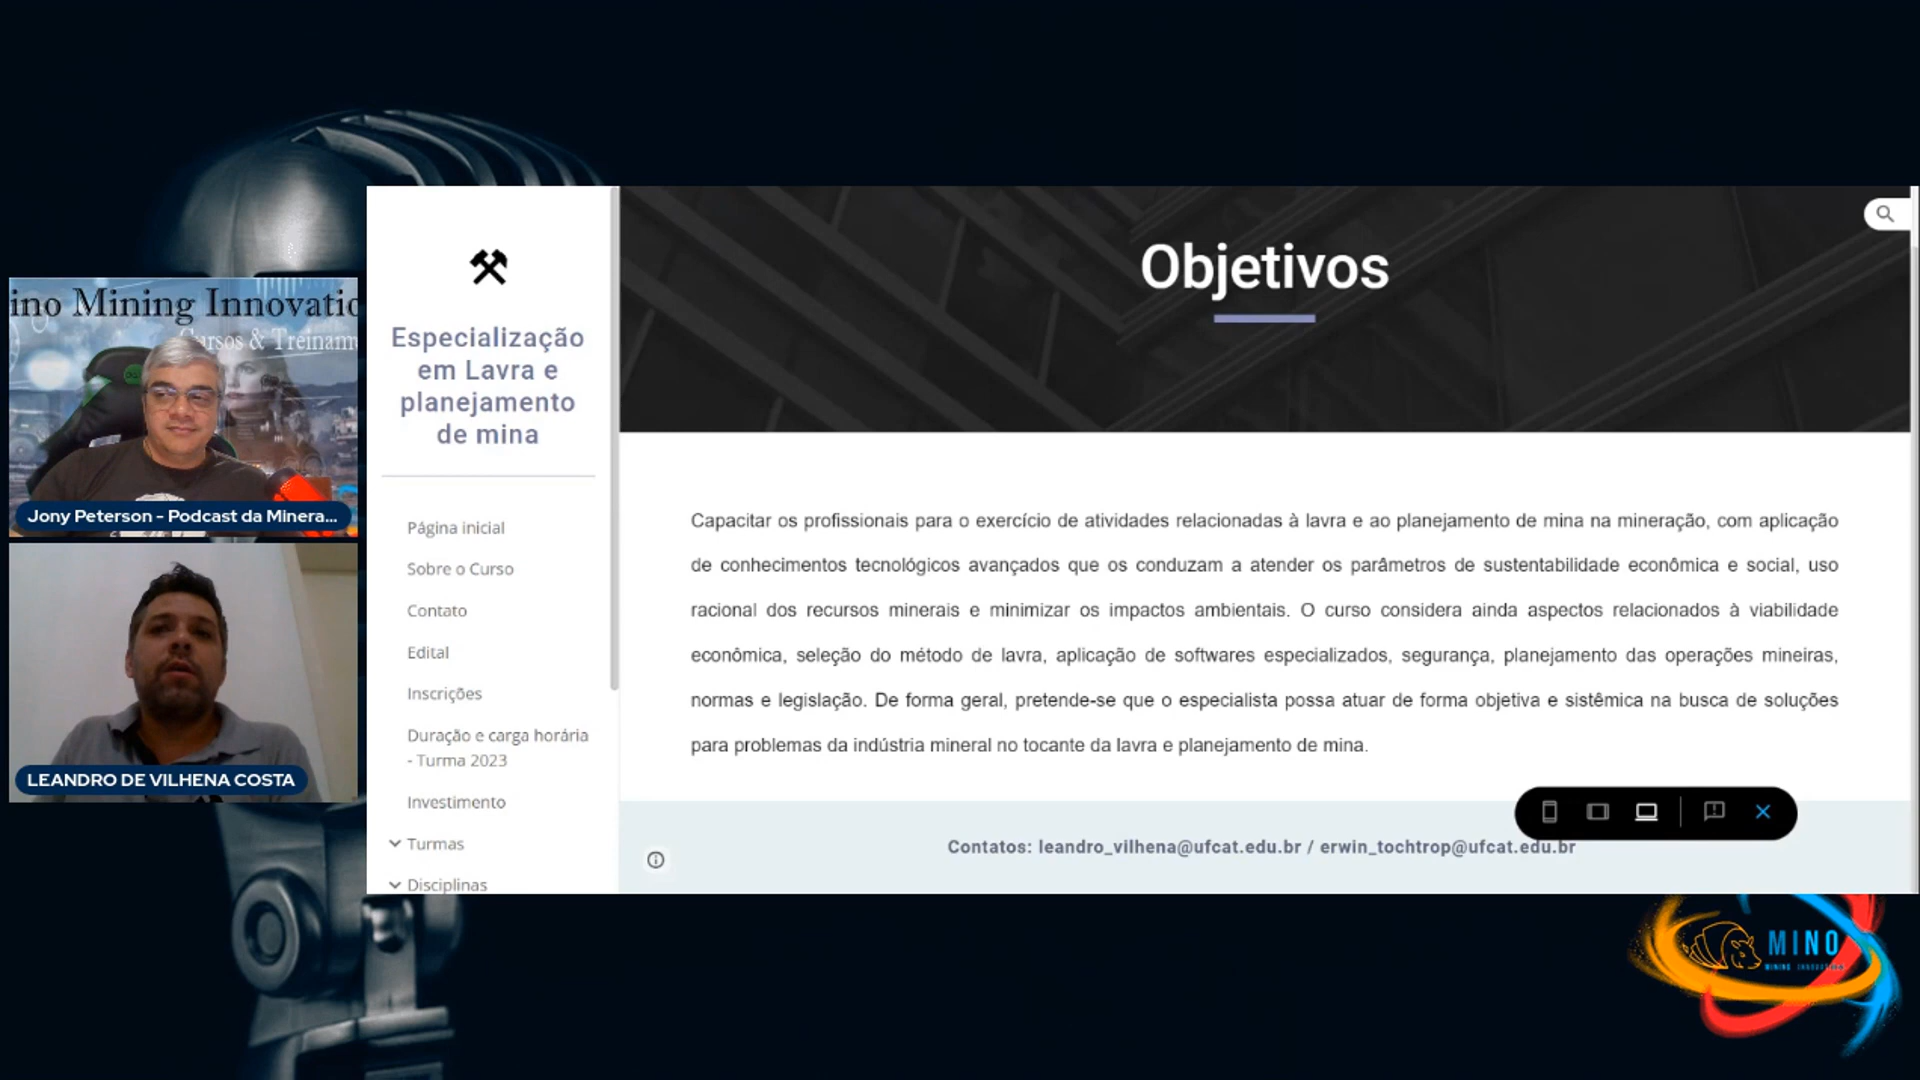 ino Mining Innovatio
Cursos & Treinam
Jony Peterson - Podcast da Minera...
LEANDRO DE VILHENA COSTA
Especialização
em Lavra e
planejamento
de mina
Página inicial
Sobre o Curso
Contato
Edital
Inscrições
Duração e carga horária
- Turma 2023
Investimento
Turmas
Disciplinas
Objetivos
Capacitar os profissionais para o exercício de atividades relacionadas à lavra e ao planejamento de mina na mineração, com aplicação
de conhecimentos tecnológicos avançados que os conduzam a atender os parâmetros de sustentabilidade econômica e social, uso
racional dos recursos minerais e minimizar os impactos ambientais. O curso considera ainda aspectos relacionados à viabilidade
econômica, seleção do método de lavra, aplicação de softwares especializados, segurança, planejamento das operações mineiras,
normas e legislação. De forma geral, pretende-se que o especialista possa atuar de forma objetiva e sistêmica na busca de soluções
para problemas da indústria mineral no tocante da lavra e planejamento de mina.
Contatos: leandro_vilhena@ufcat.edu.br / erwin_tochtrop@ufcat.edu.br
MINO
MINING INNOVATION